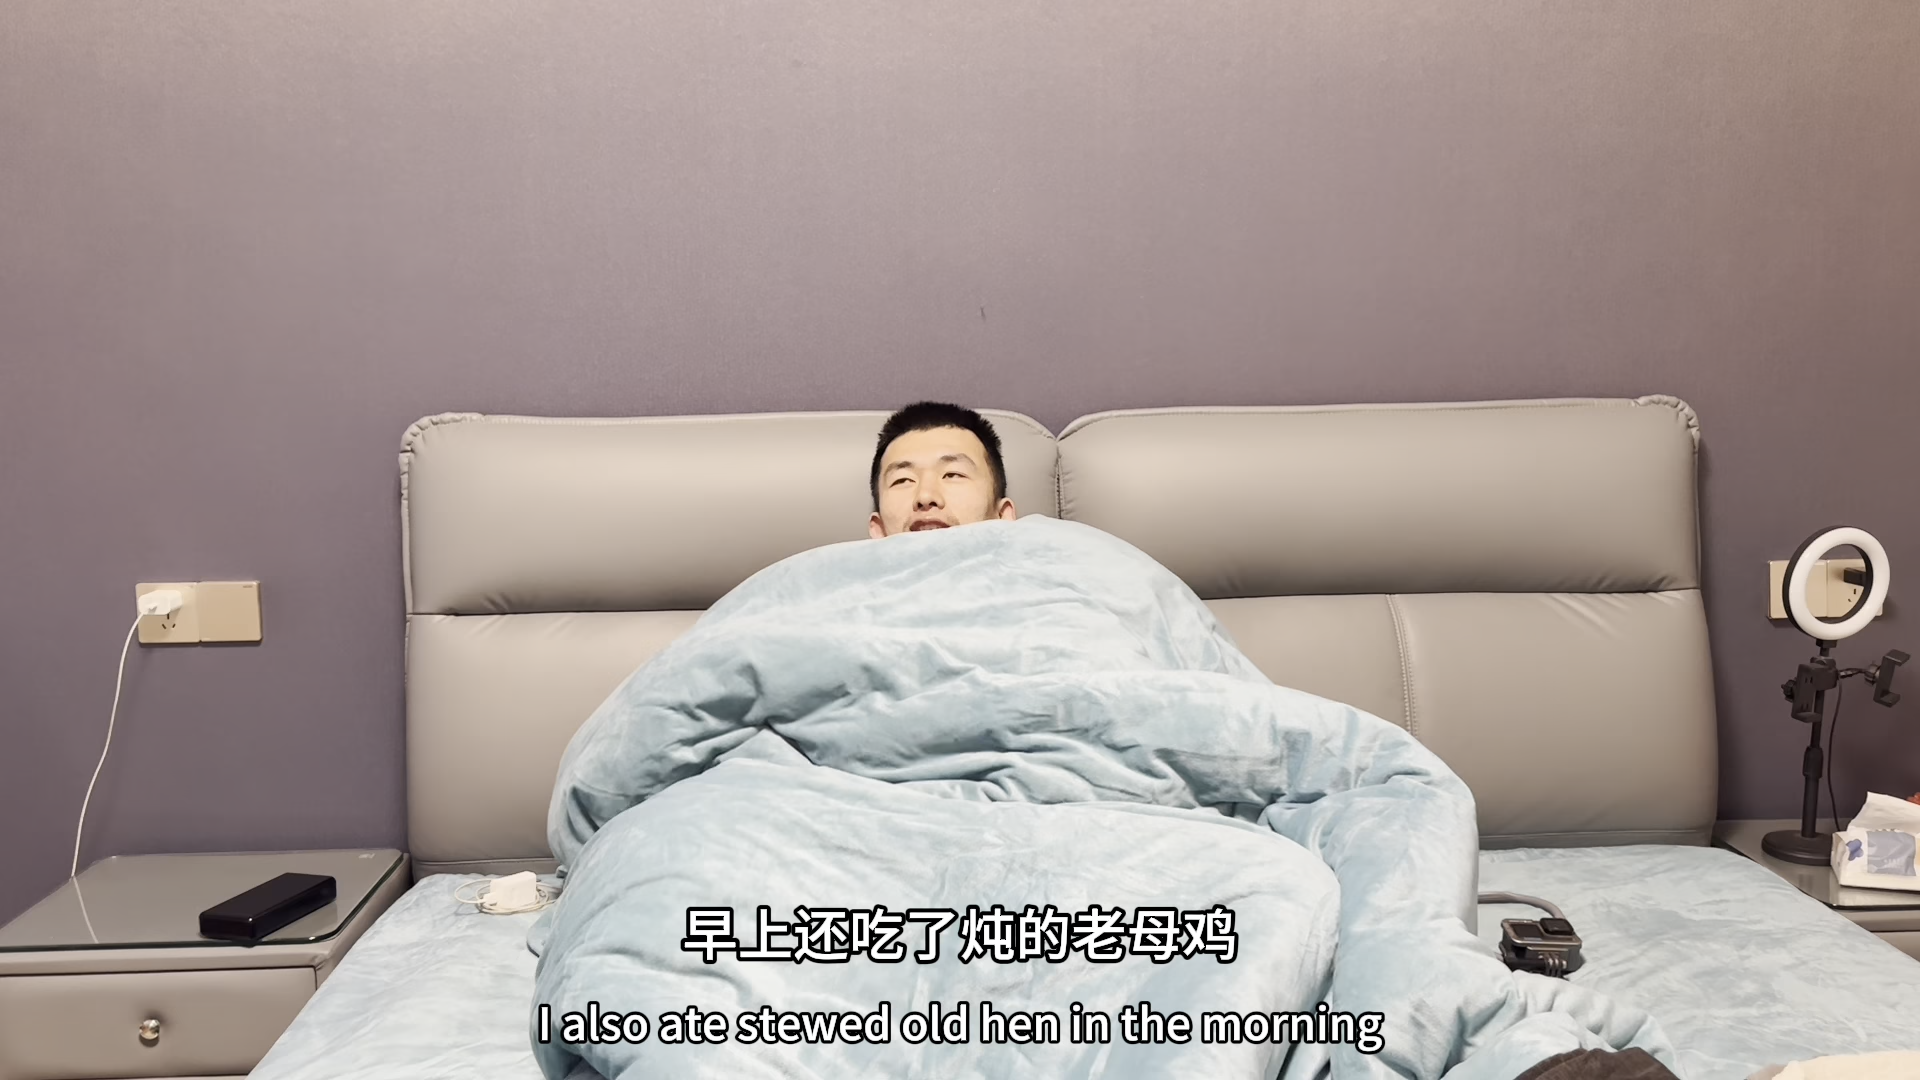 早上还吃了炖的老母鸡
I also ate stewed old hen in the morning